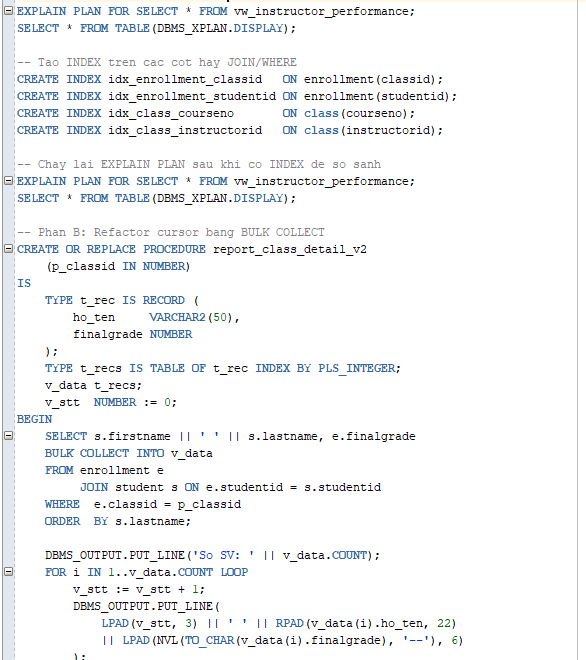 EXPLAIN PLAN FOR SELECT * FROM vw_instructor_performance;
SELECT * FROM TABLE(DBMS_XPLAN.DISPLAY);

-- Tao INDEX tren cac cot hay JOIN/WHERE
CREATE INDEX idx_enrollment_classid   ON enrollment(classid);
CREATE INDEX idx_enrollment_studentid ON enrollment(studentid);
CREATE INDEX idx_class_courseno       ON class(courseno);
CREATE INDEX idx_class_instructorid   ON class(instructorid);

-- Chay lai EXPLAIN PLAN sau khi co INDEX de so sanh
EXPLAIN PLAN FOR SELECT * FROM vw_instructor_performance;
SELECT * FROM TABLE(DBMS_XPLAN.DISPLAY);

-- Phan B: Refactor cursor bang BULK COLLECT
CREATE OR REPLACE PROCEDURE report_class_detail_v2
    (p_classid IN NUMBER)
IS
    TYPE t_rec IS RECORD (
        ho_ten     VARCHAR2(50),
        finalgrade NUMBER
    );
    TYPE t_recs IS TABLE OF t_rec INDEX BY PLS_INTEGER;
    v_data t_recs;
    v_stt  NUMBER := 0;
BEGIN
    SELECT s.firstname || ' ' || s.lastname, e.finalgrade
    BULK COLLECT INTO v_data
    FROM enrollment e
         JOIN student s ON e.studentid = s.studentid
    WHERE  e.classid = p_classid
    ORDER  BY s.lastname;

    DBMS_OUTPUT.PUT_LINE('So SV: ' || v_data.COUNT);
    FOR i IN 1..v_data.COUNT LOOP
        v_stt := v_stt + 1;
        DBMS_OUTPUT.PUT_LINE(
            LPAD(v_stt, 3) || ' ' || RPAD(v_data(i).ho_ten, 22)
            || LPAD(NVL(TO_CHAR(v_data(i).finalgrade), '--'), 6)
        );